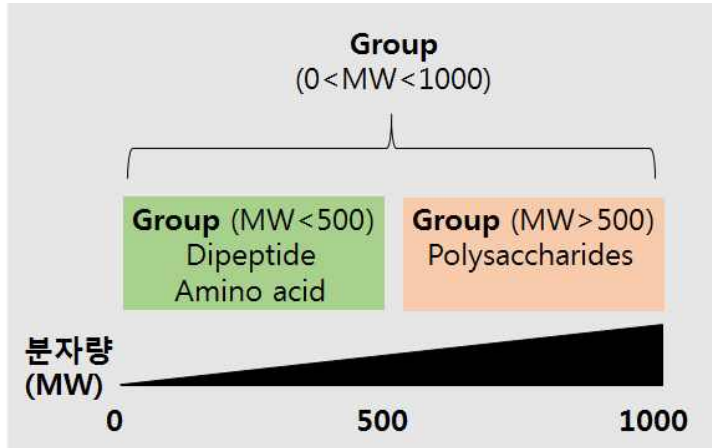 Group
(0<MW<1000)
Group (MW<500)
Dipeptide
Amino acid
Group (MW>500)
Polysaccharides
분자량
(MW)
0 500 1000